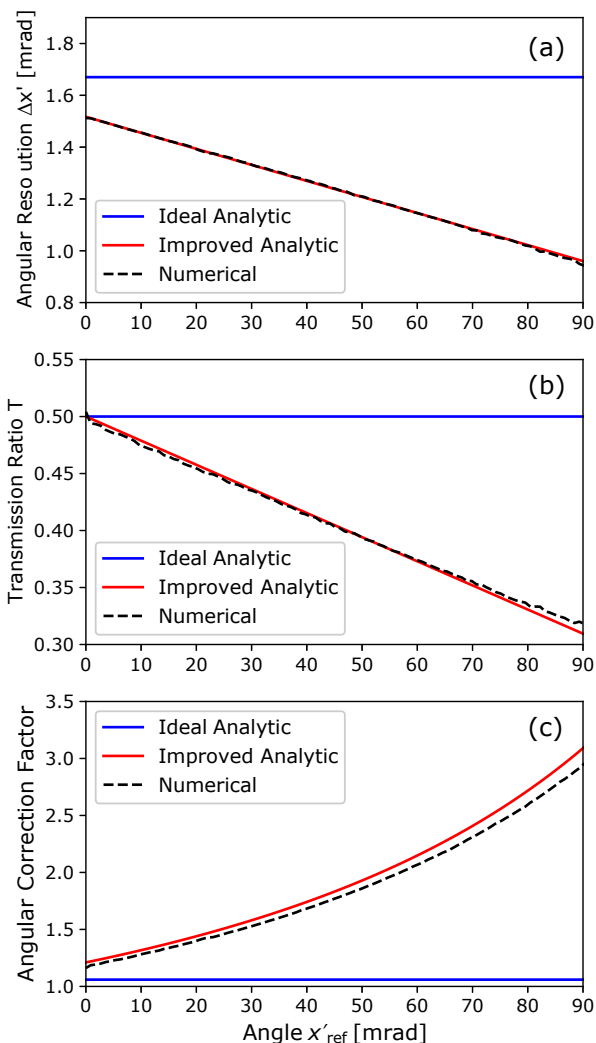 (a)
Angular Reso ution Δx' [mrad]
1.8
1.6
1.4
1.2
1.0
0.8
Ideal Analytic
Improved Analytic
Numerical
0 10 20 30 40 50 60 70 80 90
(b)
Transmission Ratio T
0.55
0.50
0.45
0.40
0.35
0.30
Ideal Analytic
Improved Analytic
Numerical
0 10 20 30 40 50 60 70 80 90
(c)
Angular Correction Factor
3.5
3.0
2.5
2.0
1.5
1.0
Ideal Analytic
Improved Analytic
Numerical
0 10 20 30 40 50 60 70 80 90
Angle x′ref [mrad]